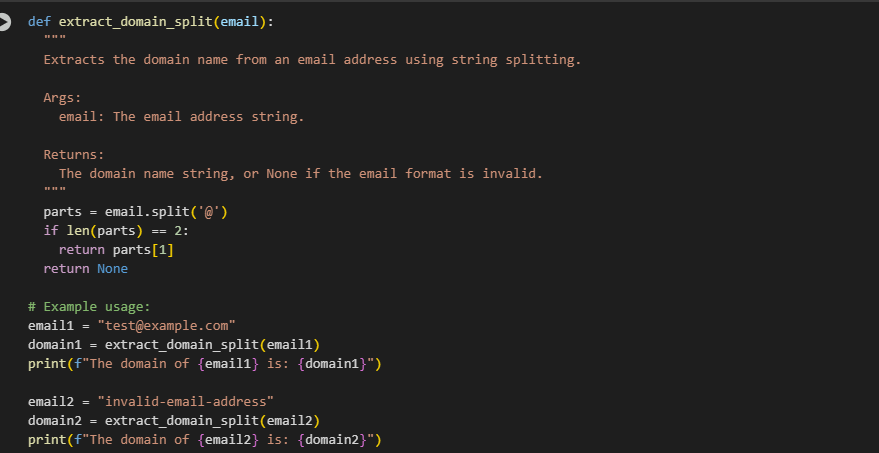 def extract_domain_split(email):
  """
  Extracts the domain name from an email address using string splitting.

  Args:
    email: The email address string.

  Returns:
    The domain name string, or None if the email format is invalid.
  """
  parts = email.split('@')
  if len(parts) == 2:
    return parts[1]
  return None

# Example usage:
email1 = "test@example.com"
domain1 = extract_domain_split(email1)
print(f"The domain of {email1} is: {domain1}")

email2 = "invalid-email-address"
domain2 = extract_domain_split(email2)
print(f"The domain of {email2} is: {domain2}")